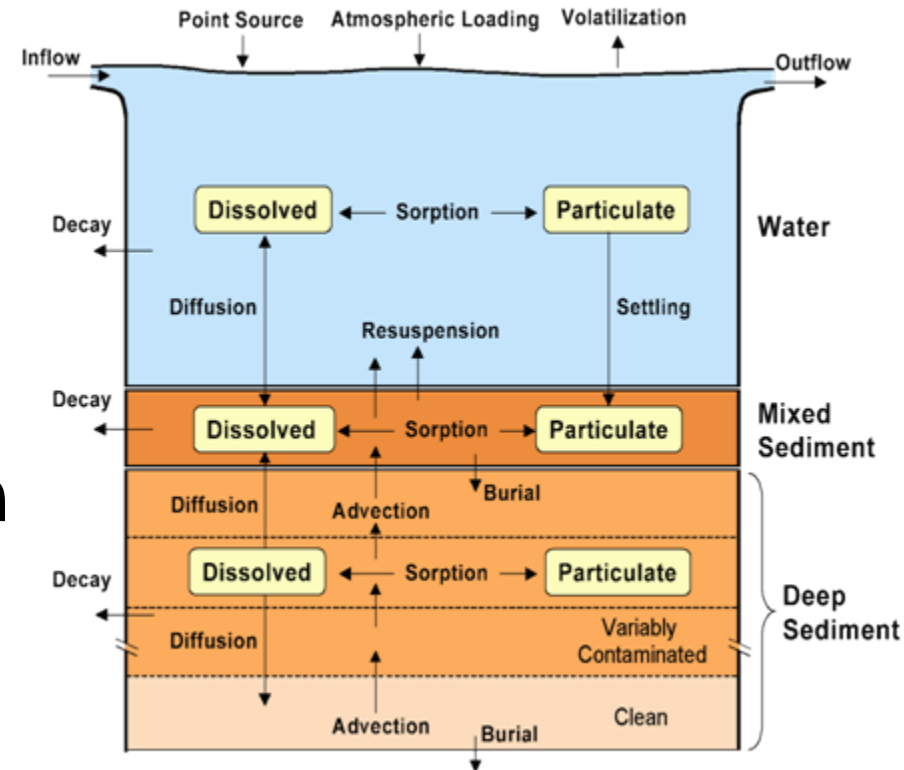 Point Source
Atmospheric Loading
Volatilization
Inflow
Outflow
Dissolved
Sorption
Particulate
Decay
Water
Diffusion
Settling
Resuspension
Decay
Dissolved
Sorption
Particulate
Mixed
Sediment
Burial
Diffusion
Advection
n
Dissolved
Sorption
Particulate
Decay
Deep
Sediment
Diffusion
Variably
Contaminated
Clean
Advection
Burial